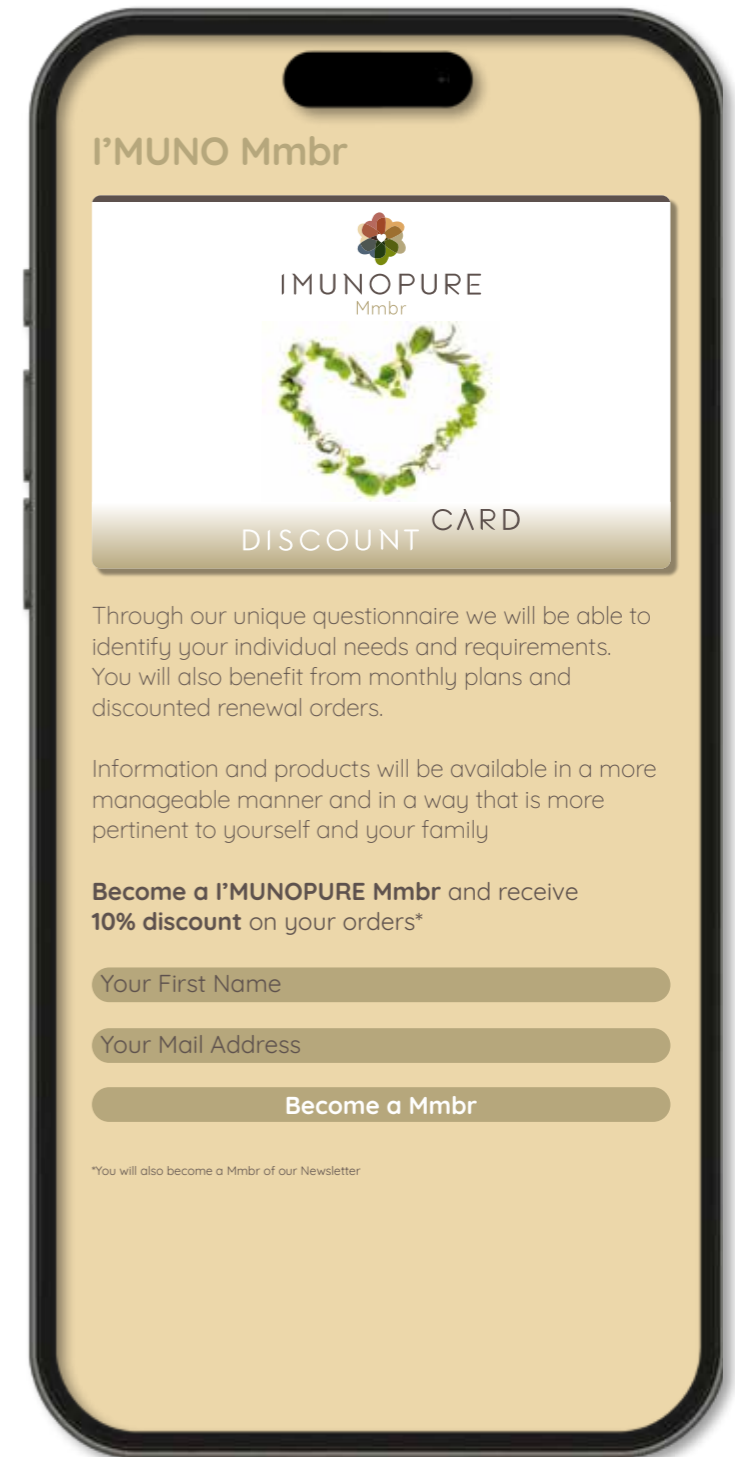 I’MUNO Mmbr
IMUNOPURE
Mmbr
DISCOUNT CARD
Through our unique questionnaire we will be able to
identify your individual needs and requirements.
You will also benefit from monthly plans and
discounted renewal orders.
Information and products will be available in a more
manageable manner and in a way that is more
pertinent to yourself and your family
Become a I’MUNOPURE Mmbr and receive
10% discount on your orders*
Your First Name
Your Mail Address
Become a Mmbr
*You will also become a Mmbr of our Newsletter